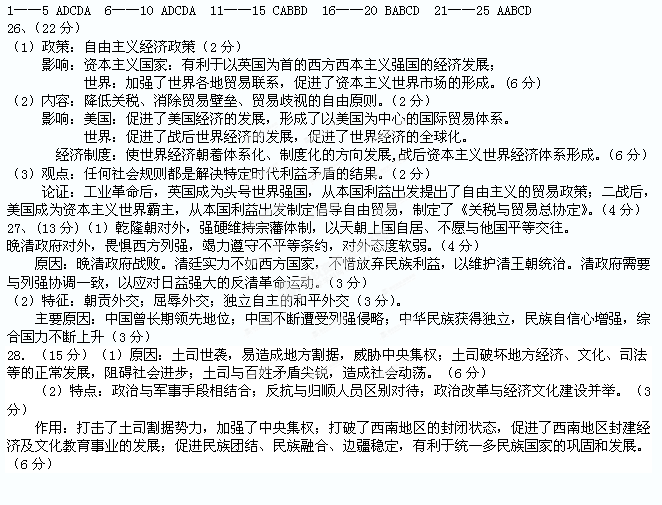 1——5 ADCDA 6——10 ADCDA 11——15 CABBD 16——20 BABCD 21——25 AABCD
26、(22分)
(1) 政策：自由主义经济政策(2分)
影响：资本主义国家：有利于以英国为首的西方西本主义强国的经济发展；
世界：加强了世界各地贸易联系，促进了资本主义世界市场的形成。(6分)
(2) 内容：降低关税、消除贸易壁垒、贸易歧视的自由原则。(2分)
影响：美国：促进了美国经济的发展，形成了以美国为中心的国际贸易体系。
世界：促进了战后世界经济的发展，促进了世界经济的全球化。
经济制度：使世界经济朝着体系化、制度化的方向发展,战后资本主义世界经济体系形成。(6分)
(3) 观点：任何社会规则都是解决特定时代利益矛盾的结果。(2分)
论证：工业革命后，英国成为头号世界强国，从本国利益出发提出了自由主义的贸易政策；二战后，
美国成为资本主义世界霸主，从本国利益出发制定倡导自由贸易，制定了《关税与贸易总协定》。(4分)
27、(13分)(1) 乾隆朝对外，强硬维持宗藩体制，以天朝上国自居、不愿与他国平等交往。
晚清政府对外，畏惧西方列强，竭力遵守不平等条约，对外态度软弱。(4分)
原因：晚清政府战败。清廷实力不如西方国家，不惜放弃民族利益，以维护清王朝统治。清政府需要
与列强协调一致，以应对日益强大的反清革命运动。(3分)
(2) 特征：朝贡外交；屈辱外交；独立自主的和平外交(3分)。
主要原因：中国曾长期领先地位；中国不断遭受列强侵略；中华民族获得独立，民族自信心增强，综
合国力不断上升(3分)
28. (15分) (1) 原因：土司世袭，易造成地方割据，威胁中央集权；土司破坏地方经济、文化、司法
等的正常发展，阻碍社会进步；土司与百姓矛盾尖锐，造成社会动荡。(6分)
(2) 特点：政治与军事手段相结合；反抗与归顺人员区别对待；政治改革与经济文化建设并举。(3
分)
作用：打击了土司割据势力，加强了中央集权；打破了西南地区的封闭状态，促进了西南地区封建经
济及文化教育事业的发展；促进民族团结、民族融合、边疆稳定，有利于统一多民族国家的巩固和发展。
(6分)